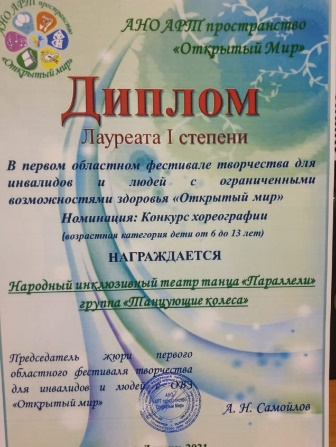 АНО АРТ пространство
«Открытый мир»
АНО АРТ пространство
«Открытый Мир»
Диплом
Лауреата I степени
В первом областном фестивале творчества для
инвалидов и людей с ограниченными
возможностями здоровья «Открытый мир»
Номинация: Конкурс хореографии
(возрастная категория дети от 6 до 13 лет)
НАГРАЖДАЕТСЯ
Народный инклюзивный театр танца «Параллели»
группа «Танцующие колеса»
Председатель жюри первого
областного фестиваля творчества
для инвалидов и людей с ОВЗ
«Открытый мир»
А. Н. Самойлов
2021